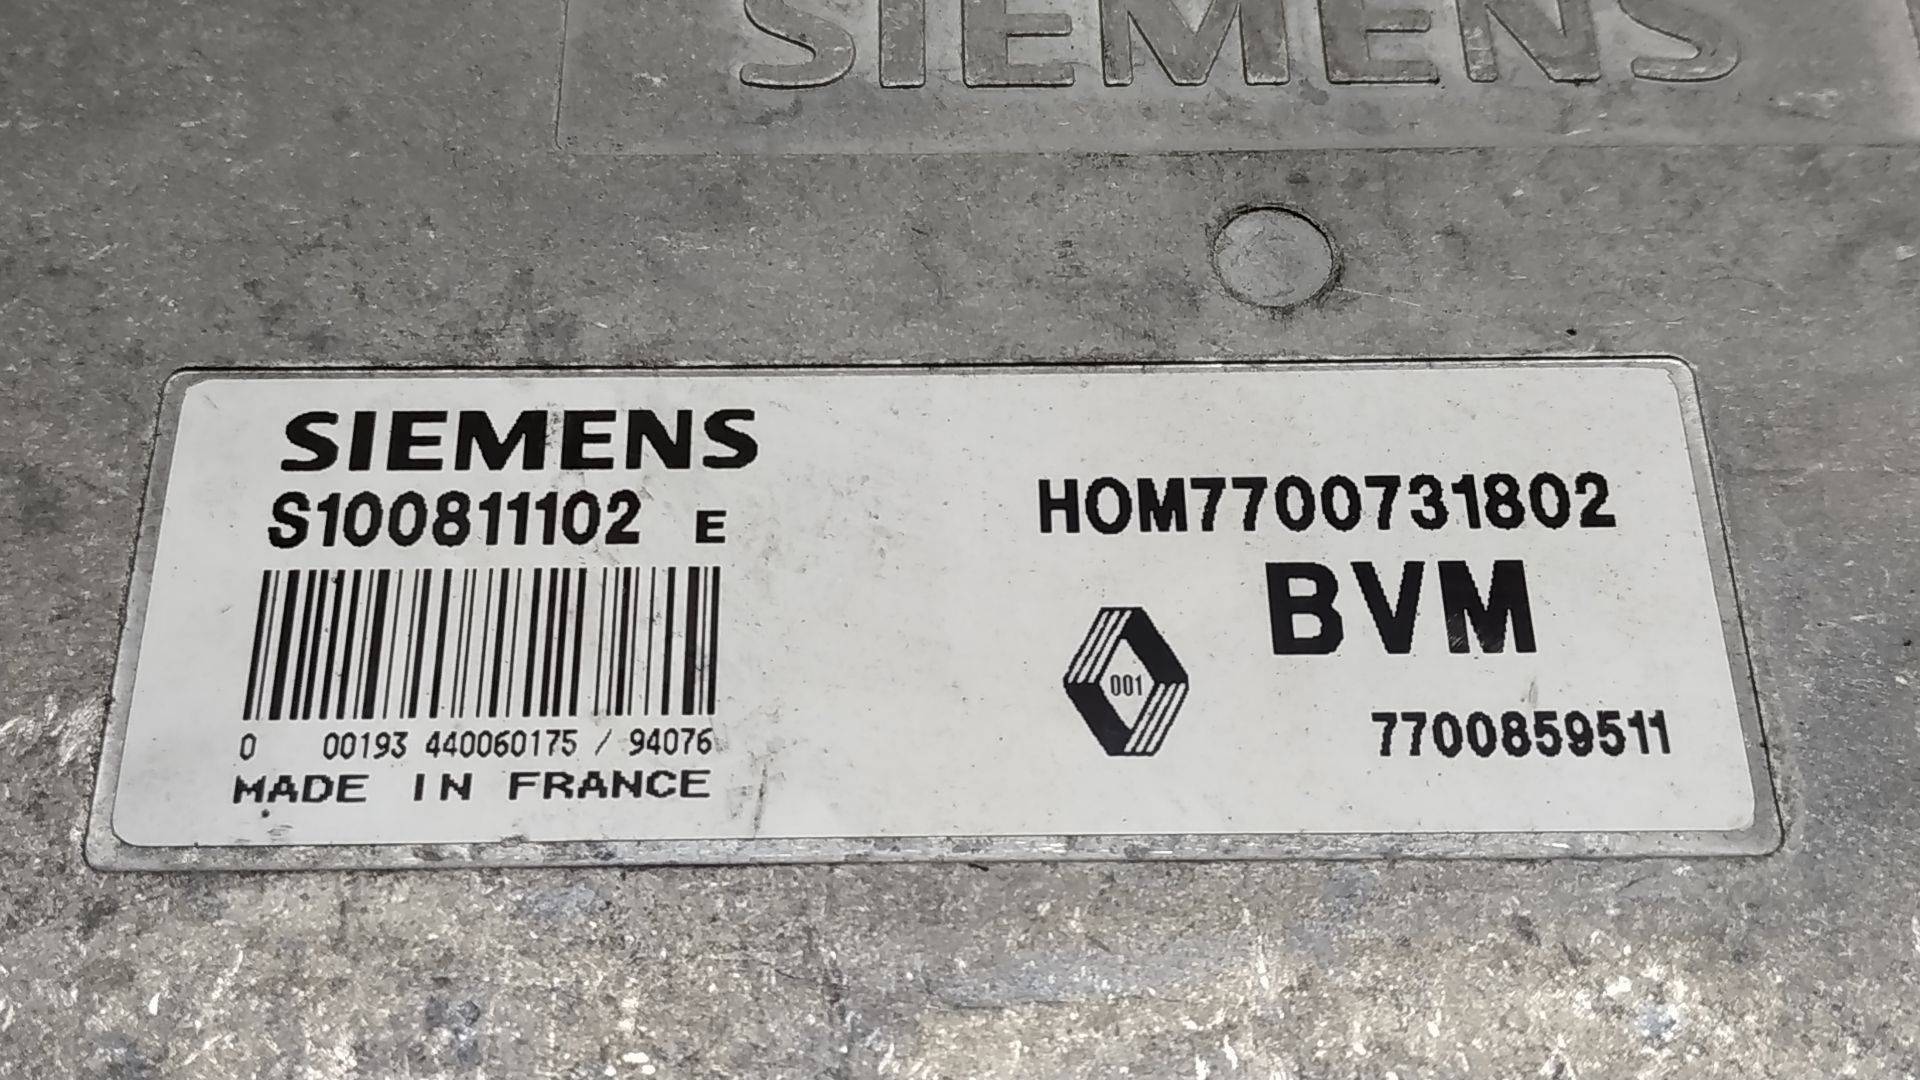 SIEMENS
SIEMENS
S100811102 E
0 00193 440060175 / 94076
MADE IN FRANCE
HOM7700731802
BVM
001
7700859511